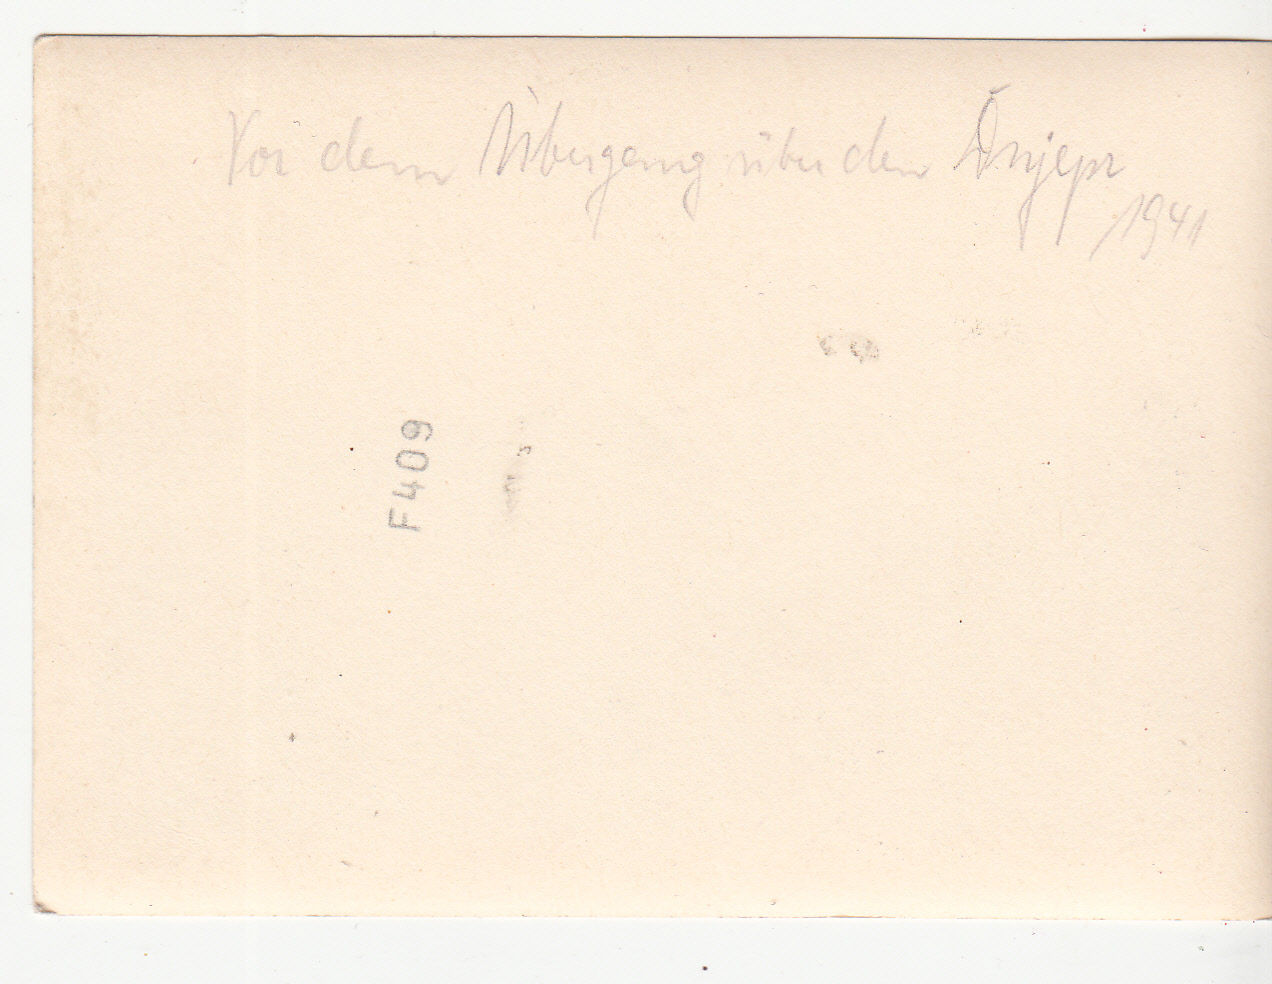 Vor dem Übergang über den Dnjepr
1941
F409